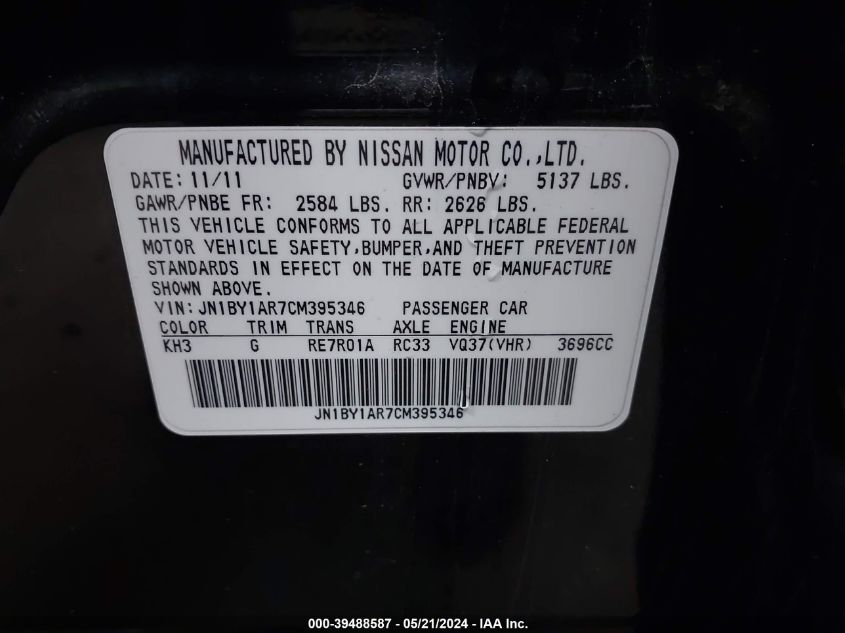 MANUFACTURED BY NISSAN MOTOR CO.,LTD.
DATE: 11/11 GVWR/PNBV: 5137 LBS.
GAWR/PNBE FR: 2584 LBS. RR: 2626 LBS.
THIS VEHICLE CONFORMS TO ALL APPLICABLE FEDERAL
MOTOR VEHICLE SAFETY,BUMPER,AND THEFT PREVENTION
STANDARDS IN EFFECT ON THE DATE OF MANUFACTURE
SHOWN ABOVE.
VIN:JN1BY1AR7CM395346 PASSENGER CAR
COLOR TRIM TRANS AXLE ENGINE
KH3 G RE7R01A RC33 VQ37(VHR) 3696CC
JN1BY1AR7CM395346
000-39488587 - 05/21/2024 - IAA Inc.